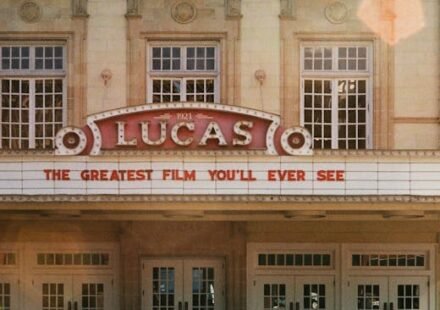 1921
LUCAS
THE GREATEST FILM YOU'LL EVER SEE